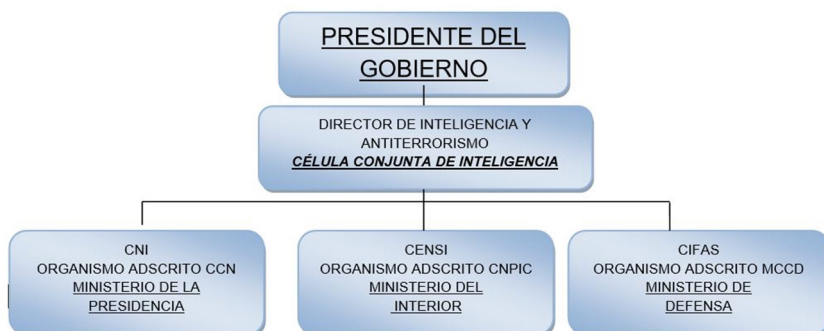 PRESIDENTE DEL
GOBIERNO
DIRECTOR DE INTELIGENCIA Y
ANTITERRORISMO
CÉLULA CONJUNTA DE INTELIGENCIA
CNI
ORGANISMO ADSCRITO CCN
MINISTERIO DE LA
PRESIDENCIA
CENSI
ORGANISMO ADSCRITO CNPIC
MINISTERIO DEL
INTERIOR
CIFAS
ORGANISMO ADSCRITO MCCD
MINISTERIO DE
DEFENSA